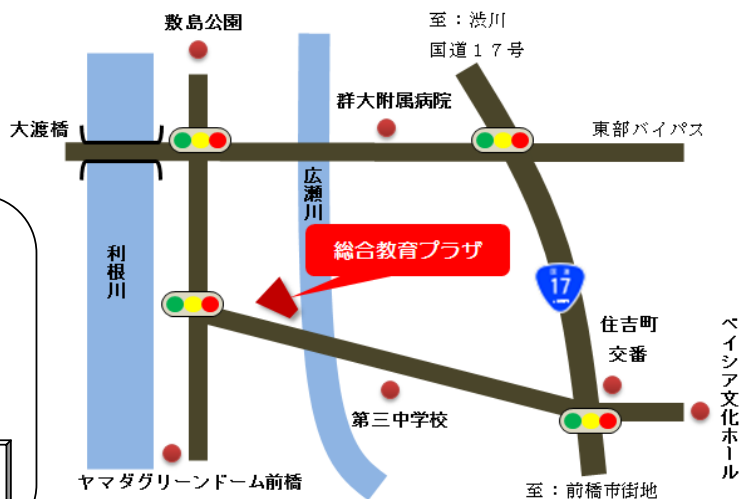 敷島公園
至：渋川
国道１７号
群大附属病院
大渡橋
東部バイパス
広瀬川
総合教育プラザ
利根川
国道
17
住吉町
交番
ベイシア文化ホール
第三中学校
ヤマダグリーンドーム前橋
至：前橋市街地